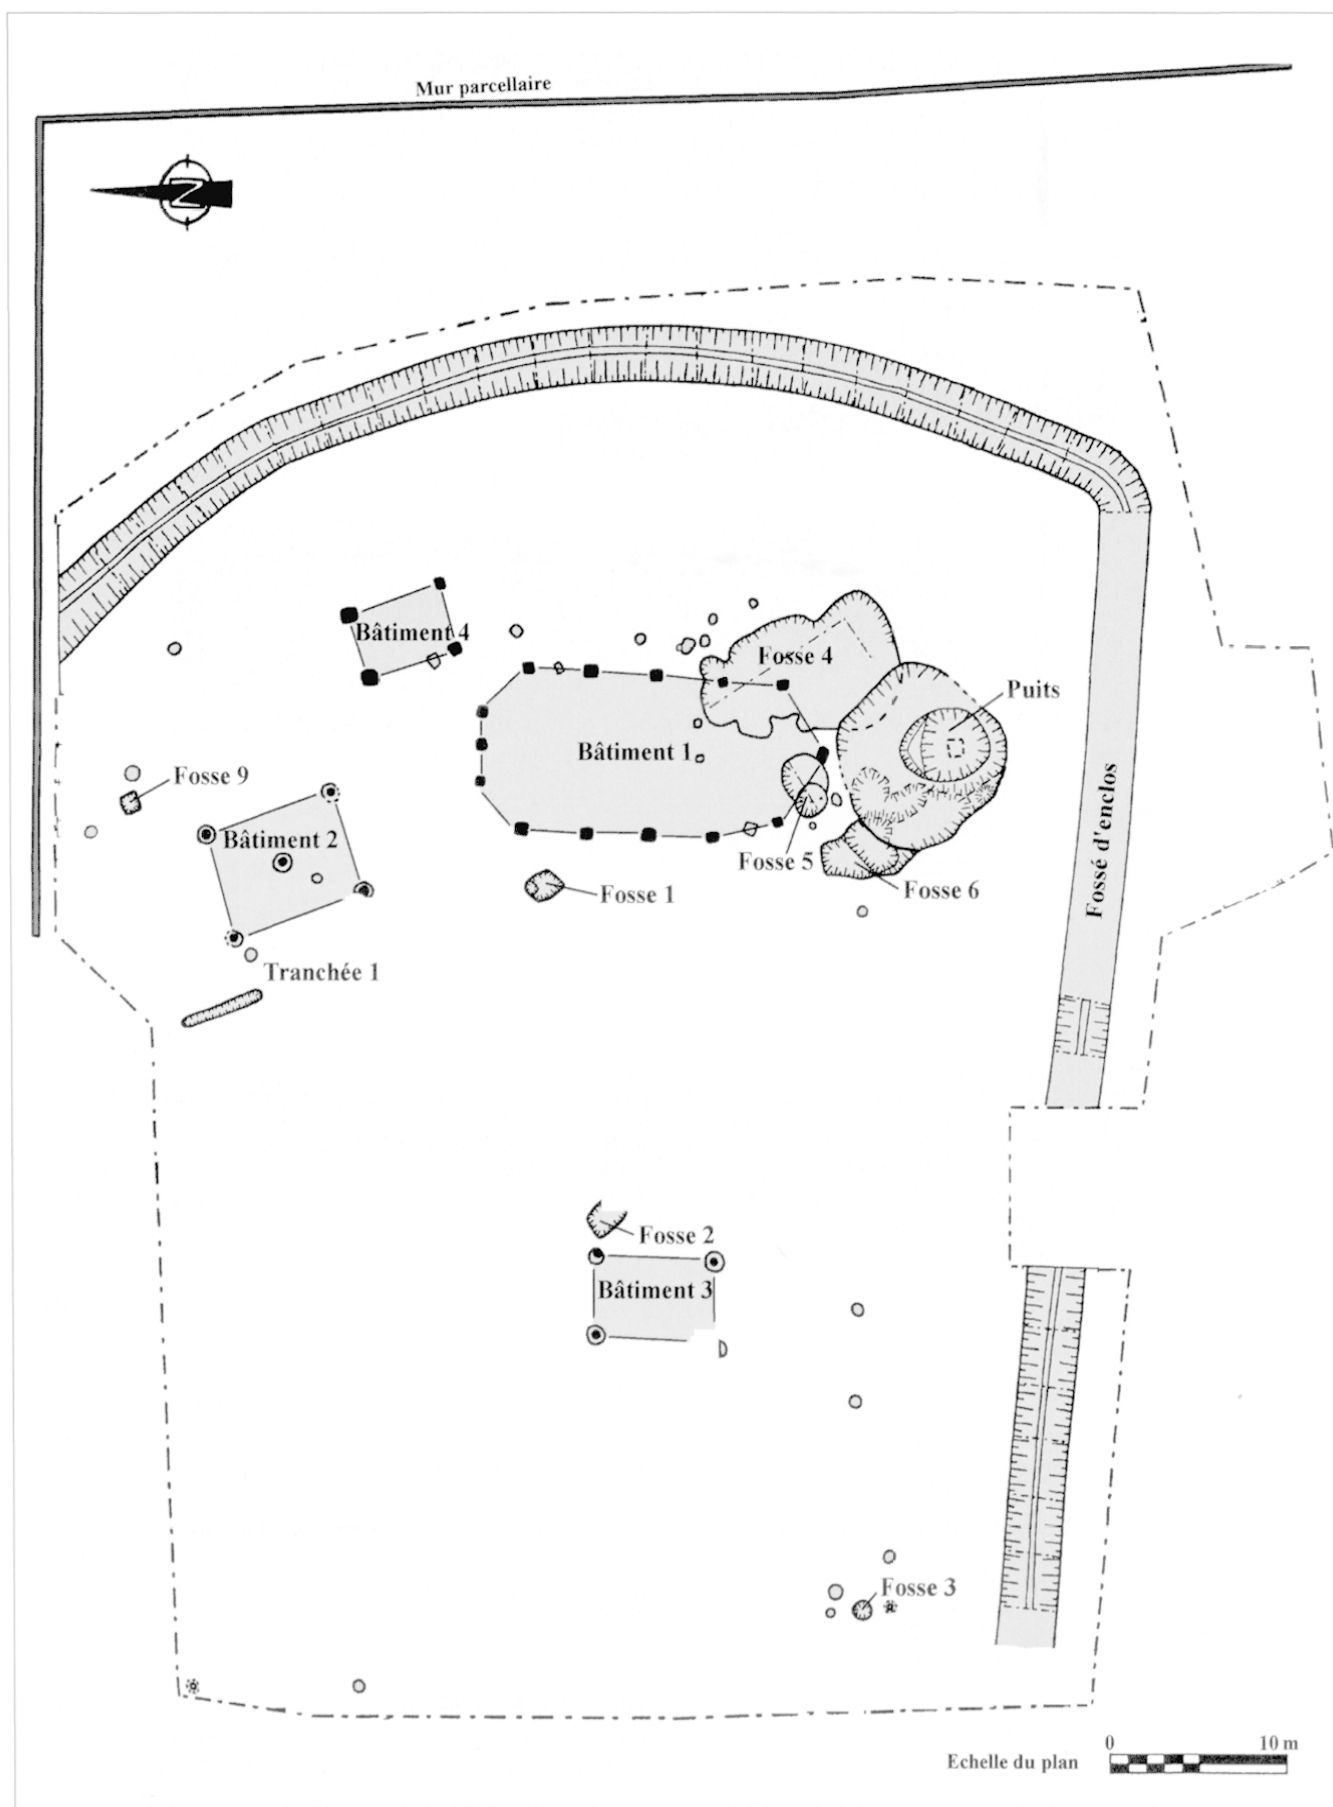 Mur parcellaire
N
Bâtiment 4
Fosse 4
Puits
Bâtiment 1
Fosse 9
Bâtiment 2
Fosse 5
Fosse 1
Fosse 6
Fossé d'enclos
Tranchée 1
Fosse 2
Bâtiment 3
Fosse 3
0 10 m
Echelle du plan